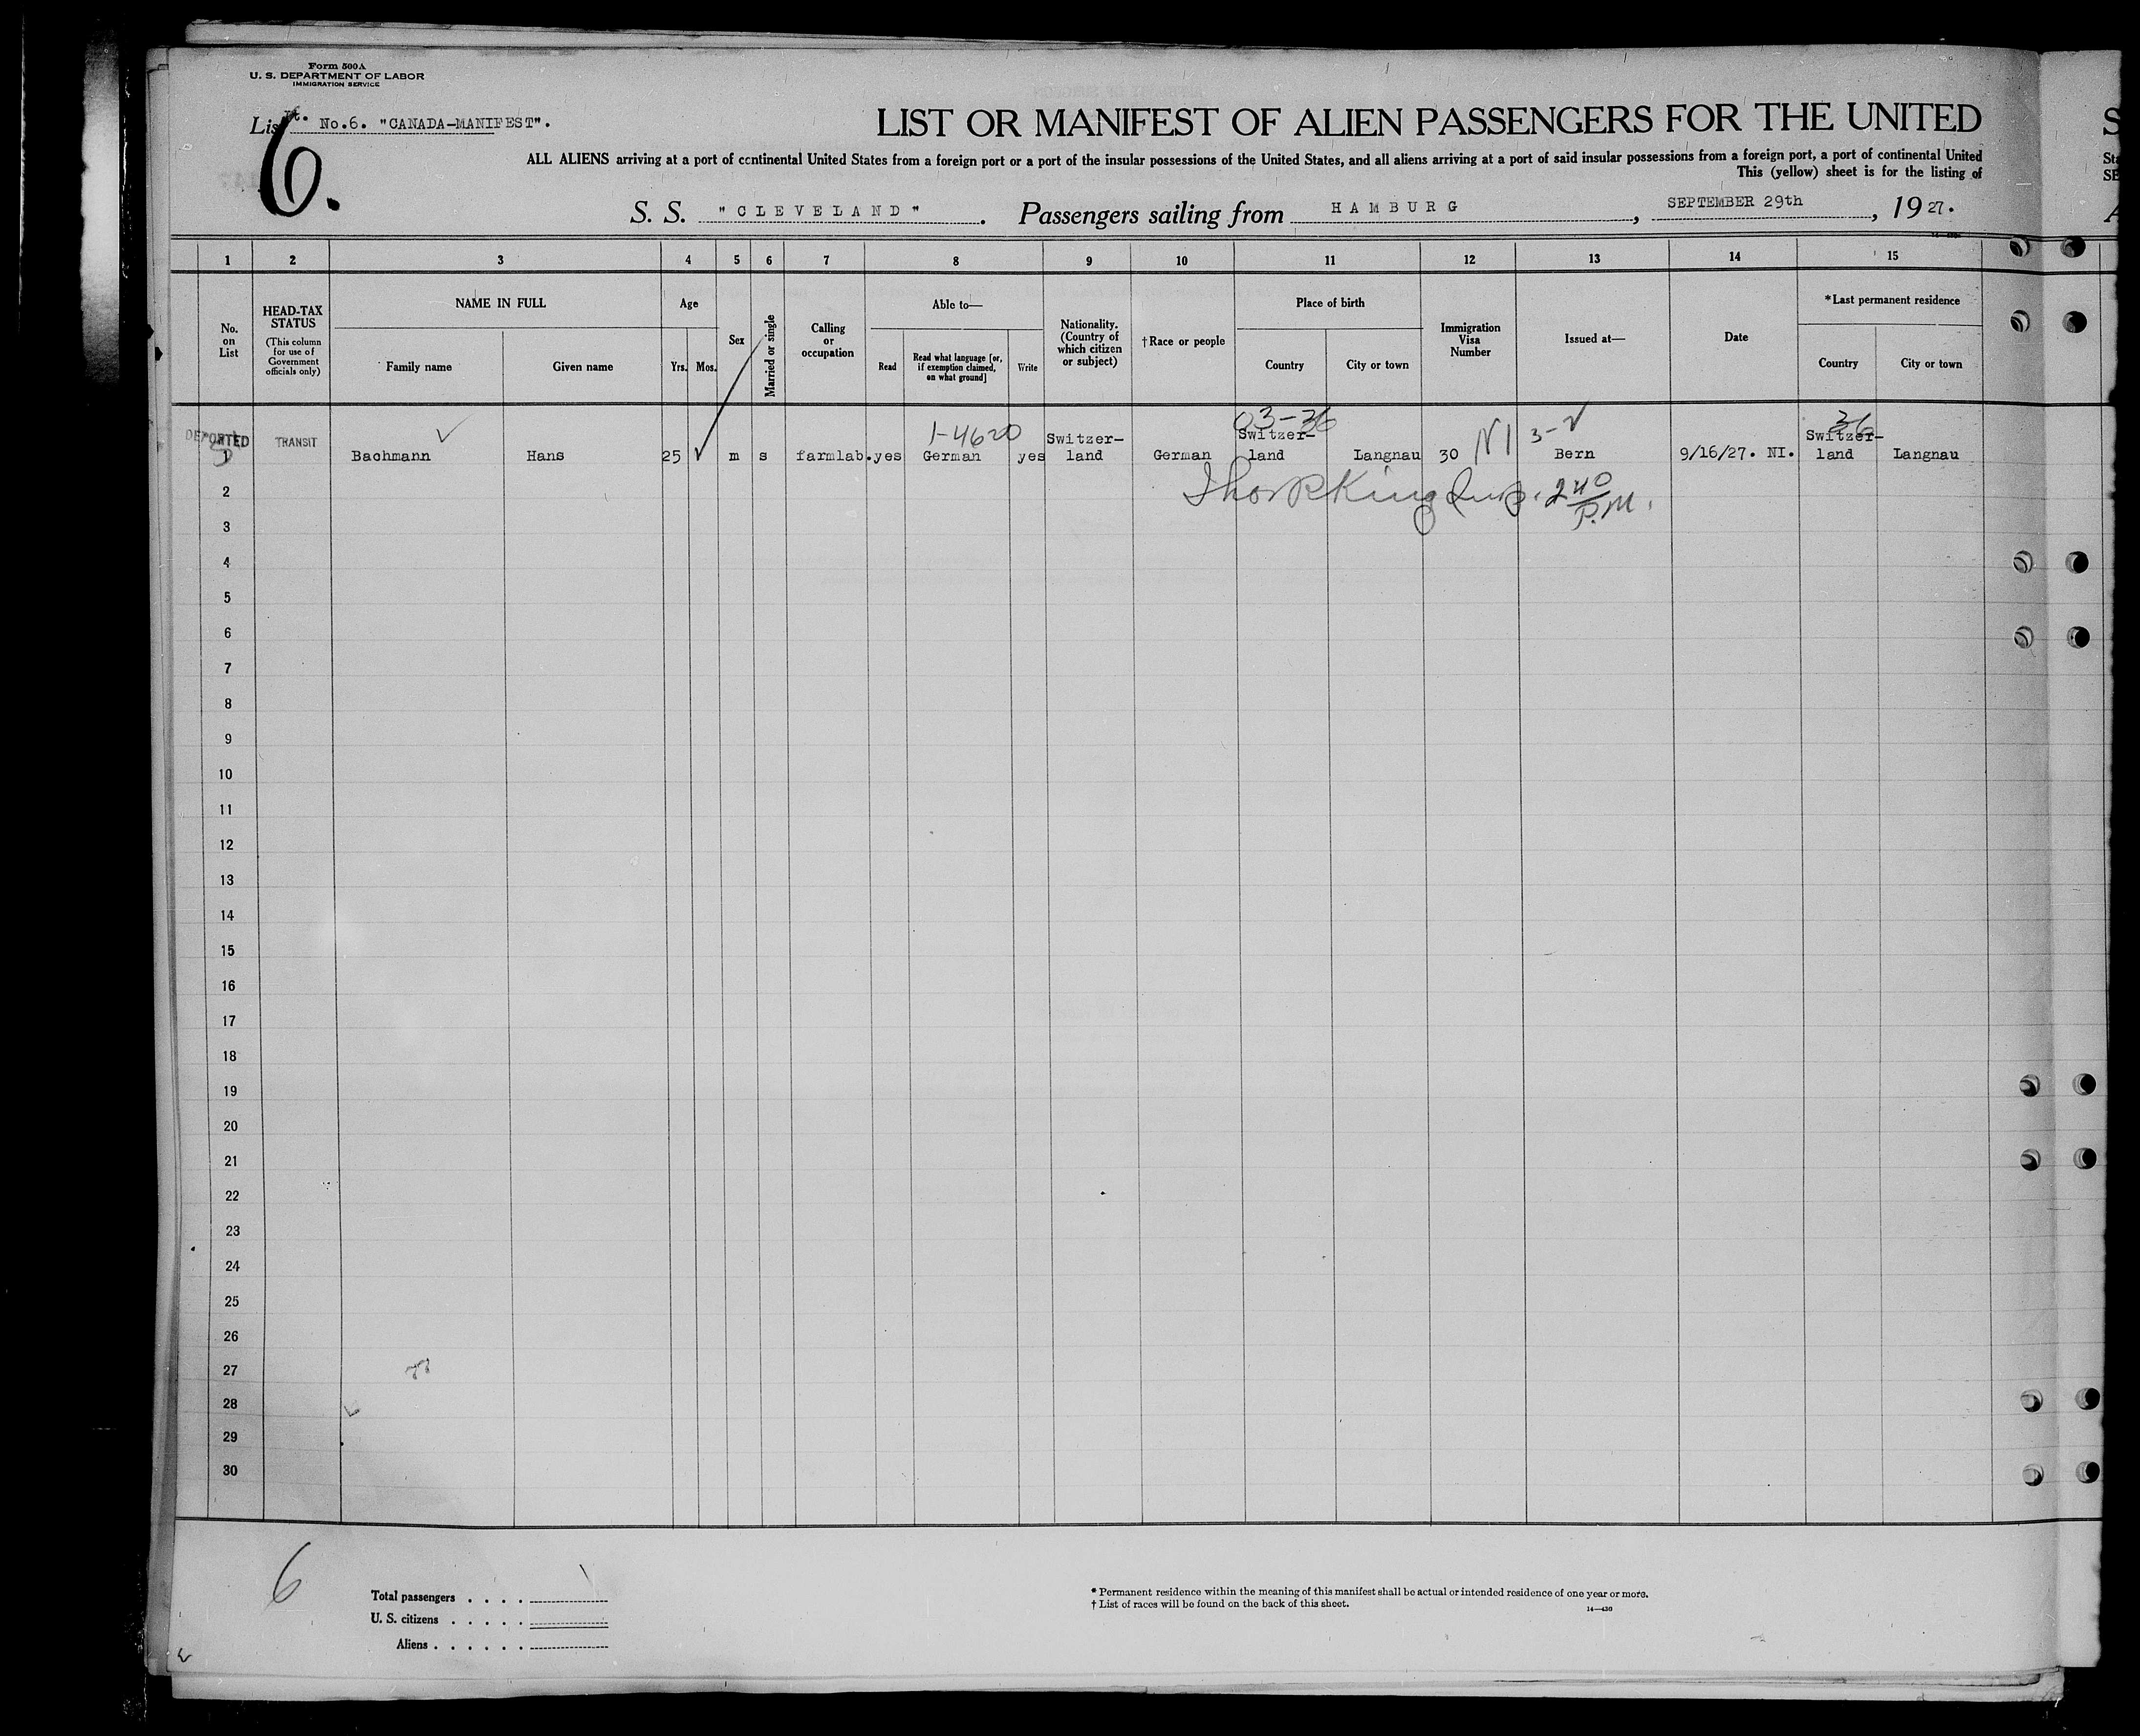 Form 500A
U. S. DEPARTMENT OF LABOR
IMMIGRATION SERVICE
List No.6. "CANADA-MANIFEST".
6.
LIST OR MANIFEST OF ALIEN PASSENGERS FOR THE UNITED
ALL ALIENS arriving at a port of continental United States from a foreign port or a port of the insular possessions of the United States, and all aliens arriving at a port of said insular possessions from a foreign port, a port of continental United
This (yellow) sheet is for the listing of
S. S. "CLEVELAND". Passengers sailing from HAMBURG, SEPTEMBER 29th, 1927.
1 2 3 4 5 6 7 8 9 10 11 12 13 14 15
No. on List
HEAD-TAX STATUS
(This column for use of Government officials only)
NAME IN FULL
Family name Given name
Age
Yrs. Mos.
Sex
Married or single
Calling or occupation
Able to—
Read
Read what language [or, if exemption claimed, on what ground]
Write
Nationality. (Country of which citizen or subject)
†Race or people
Place of birth
Country City or town
Immigration Visa Number
Issued at—
Date
*Last permanent residence
Country City or town
1-4620 03-36 3- 36
DEPORTED
1 TRANSIT Bachmann Hans 25 m s farmlab. yes German yes Switzer-land German Switzer-land Langnau 30 NI Bern 9/16/27. NI. Switzer-land Langnau
2 King Insp. 2 40 P.M.
3
4
5
6
7
8
9
10
11
12
13
14
15
16
17
18
19
20
21
22
23
24
25
26
27
28
29
30
6
Total passengers . . . .
U. S. citizens . . . . .
Aliens . . . . . .
* Permanent residence within the meaning of this manifest shall be actual or intended residence of one year or more.
† List of races will be found on the back of this sheet.
14—430